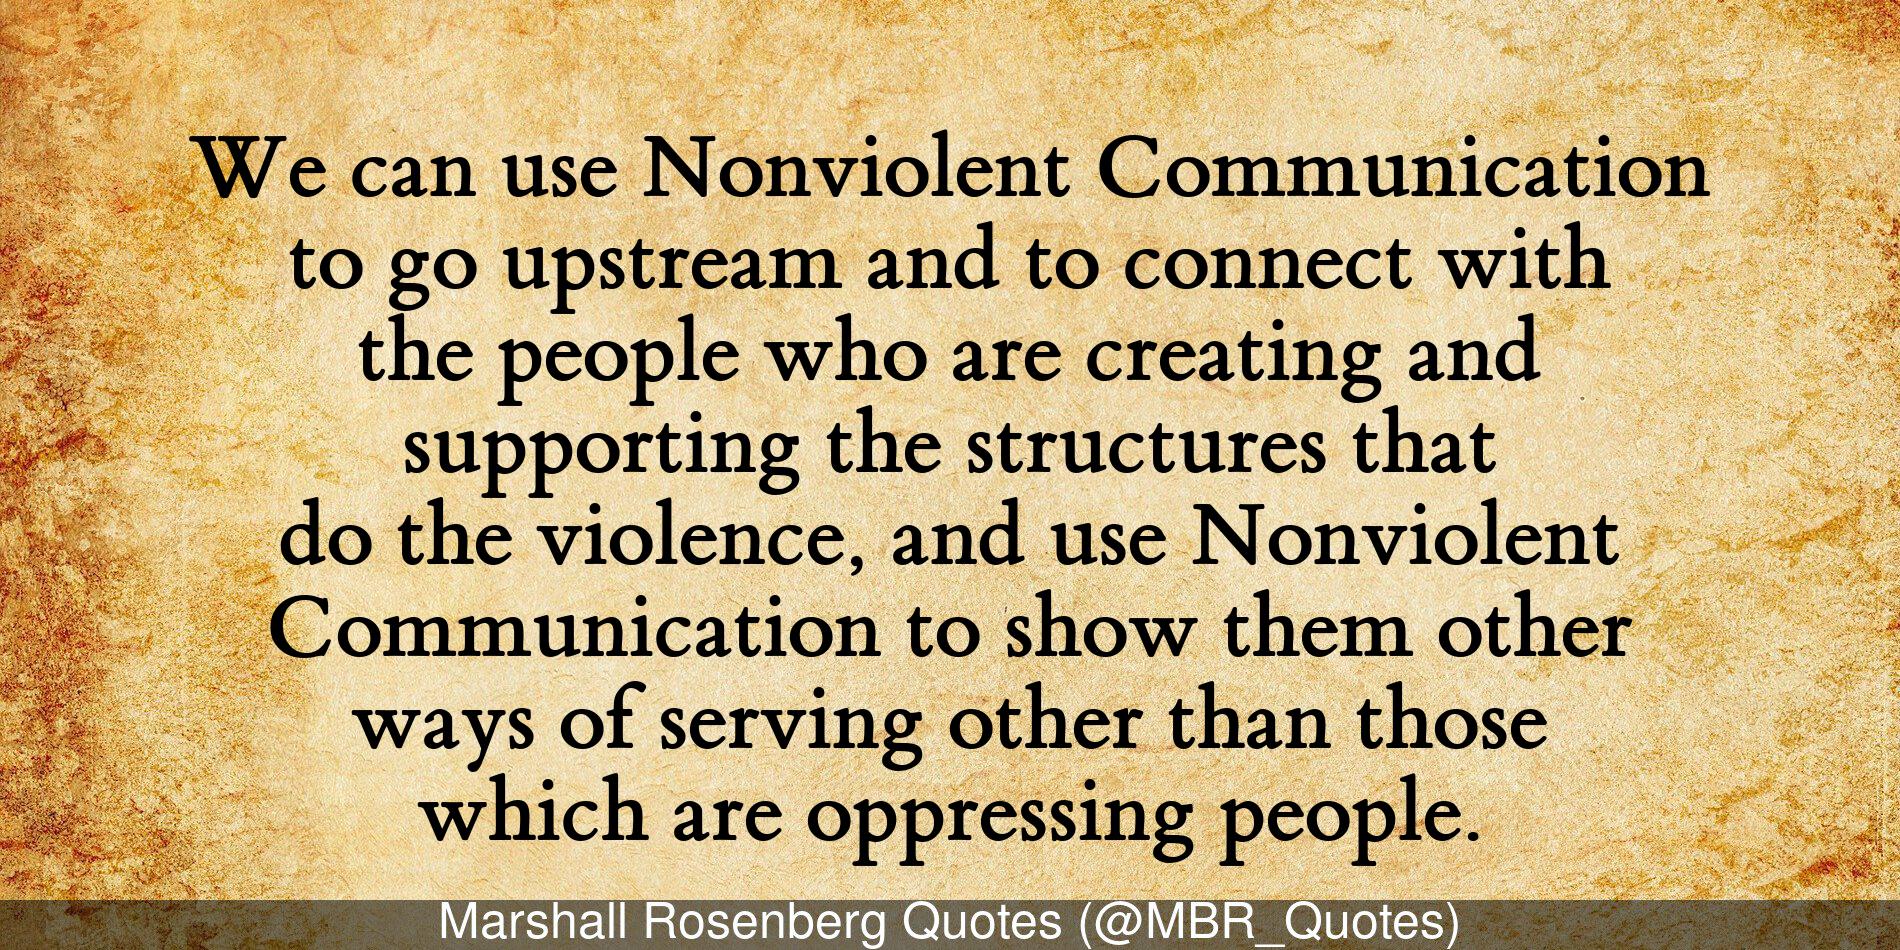 We can use Nonviolent Communication
to go upstream and to connect with
the people who are creating and
supporting the structures that
do the violence, and use Nonviolent
Communication to show them other
ways of serving other than those
which are oppressing people.
Marshall Rosenberg Quotes (@MBR_Quotes)